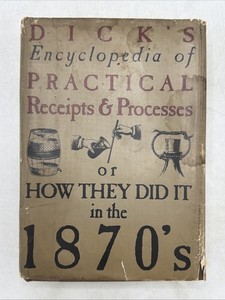 DICK'S
Encyclopedia of
PRACTICAL
Receipts & Processes
or
HOW THEY DID IT
in the
1870's